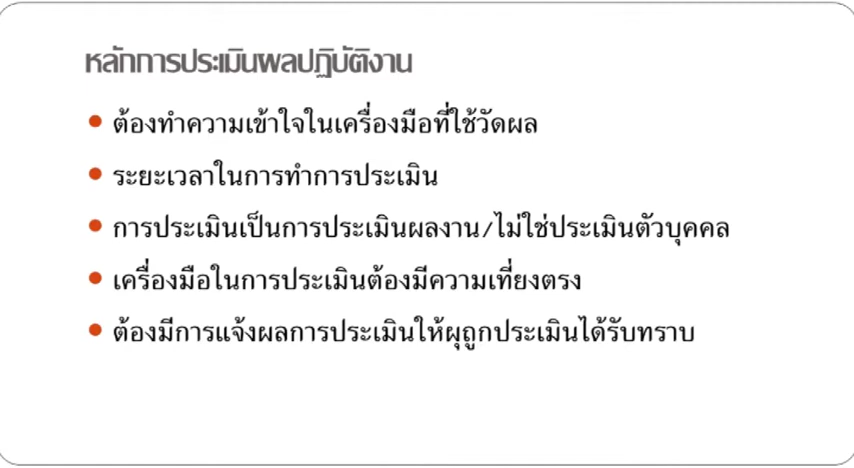 หลักการประเมินผลปฏิบัติงาน
• ต้องทำความเข้าใจในเครื่องมือที่ใช้วัดผล
• ระยะเวลาในการทำการประเมิน
• การประเมินเป็นการประเมินผลงาน/ไม่ใช่ประเมินตัวบุคคล
• เครื่องมือในการประเมินต้องมีความเที่ยงตรง
• ต้องมีการแจ้งผลการประเมินให้ผุถูกประเมินได้รับทราบ